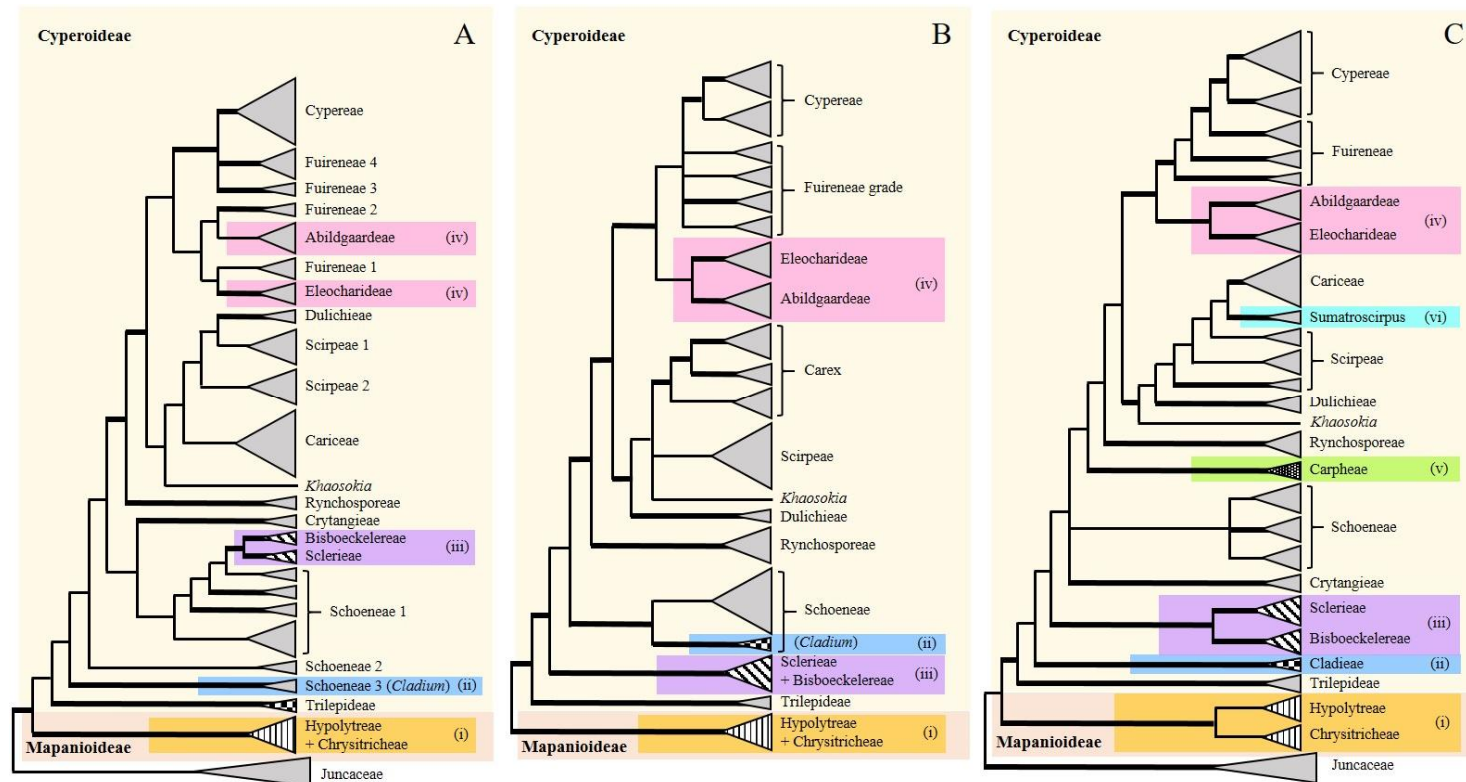 Cyperoideae
A
Cypereae
Fuireneae 4
Fuireneae 3
Fuireneae 2
Abildgaardeae (iv)
Fuireneae 1
Eleocharideae (iv)
Dulichieae
Scirpeae 1
Scirpeae 2
Cariceae
Khaosokia
Rynchosporeae
Crytangieae
Bisboeckelereae
(iii)
Sclerieae
Schoeneae 1
Schoeneae 2
Schoeneae 3 (Cladium) (ii)
Trilepideae
Hypolytreae
+ Chrysitricheae
(i)
Mapanioideae
Juncaceae
Cyperoideae
B
Cypereae
Fuireneae grade
Eleocharideae
(iv)
Abildgaardeae
Carex
Scirpeae
Khaosokia
Dulichieae
Rynchosporeae
Schoeneae
(Cladium) (ii)
Sclerieae
+ Bisboeckelereae
(iii)
Trilepideae
Hypolytreae
+ Chrysitricheae
(i)
Mapanioideae
Cyperoideae
C
Cypereae
Fuireneae
Abildgaardeae
(iv)
Eleocharideae
Cariceae
Sumatroscirpus (vi)
Scirpeae
Dulichieae
Khaosokia
Rynchosporeae
Carpheae (v)
Schoeneae
Crytangieae
Sclerieae
(iii)
Bisboeckelereae
Cladieae (ii)
Trilepideae
Hypolytreae
(i)
Chrysitricheae
Mapanioideae
Juncaceae